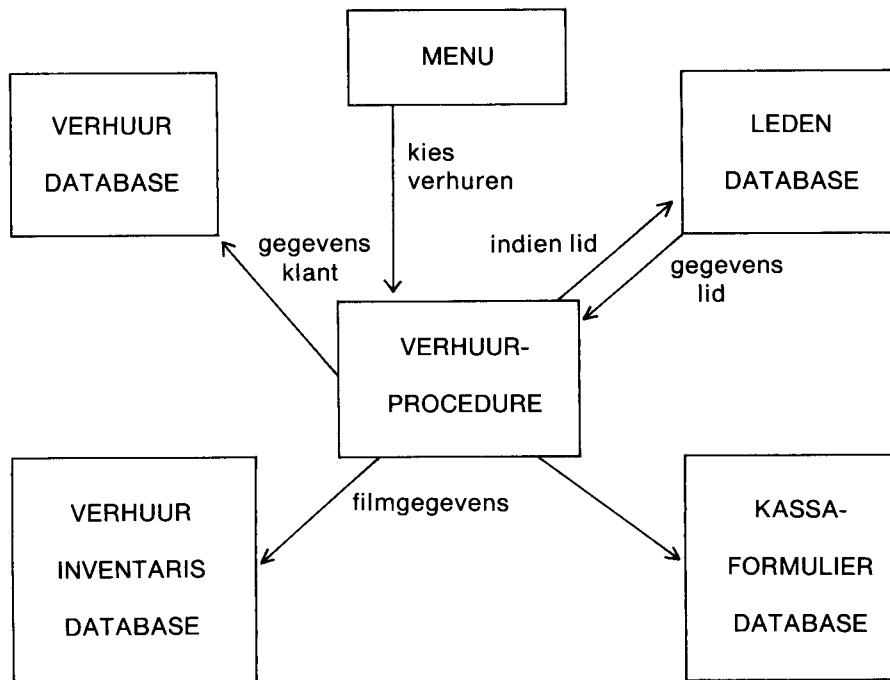 MENU
VERHUUR
DATABASE
LEDEN
DATABASE
kies
verhuren
gegevens
klant
indien lid
gegevens
lid
VERHUUR-
PROCEDURE
VERHUUR
INVENTARIS
DATABASE
filmgegevens
KASSA-
FORMULIER
DATABASE